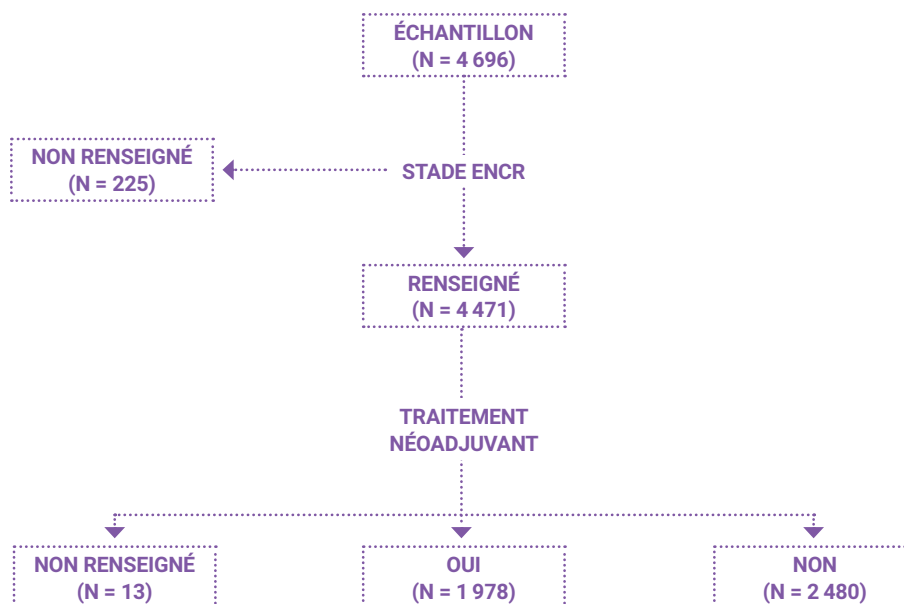 ÉCHANTILLON
(N = 4 696)
NON RENSEIGNÉ
(N = 225)
STADE ENCR
RENSEIGNÉ
(N = 4 471)
TRAITEMENT
NÉOADJUVANT
NON RENSEIGNÉ
(N = 13)
OUI
(N = 1 978)
NON
(N = 2 480)